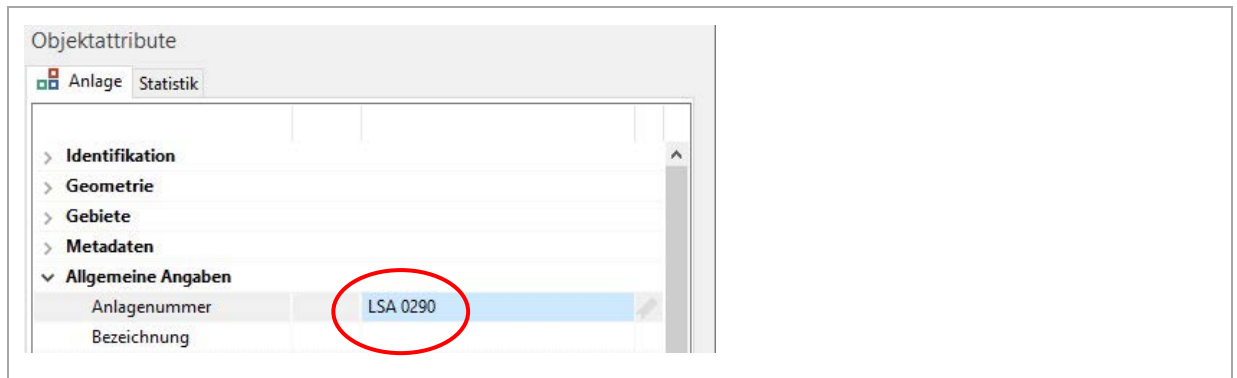 Objektattribute
Anlage Statistik
Identifikation
Geometrie
Gebiete
Metadaten
Allgemeine Angaben
Anlagenummer LSA 0290
Bezeichnung